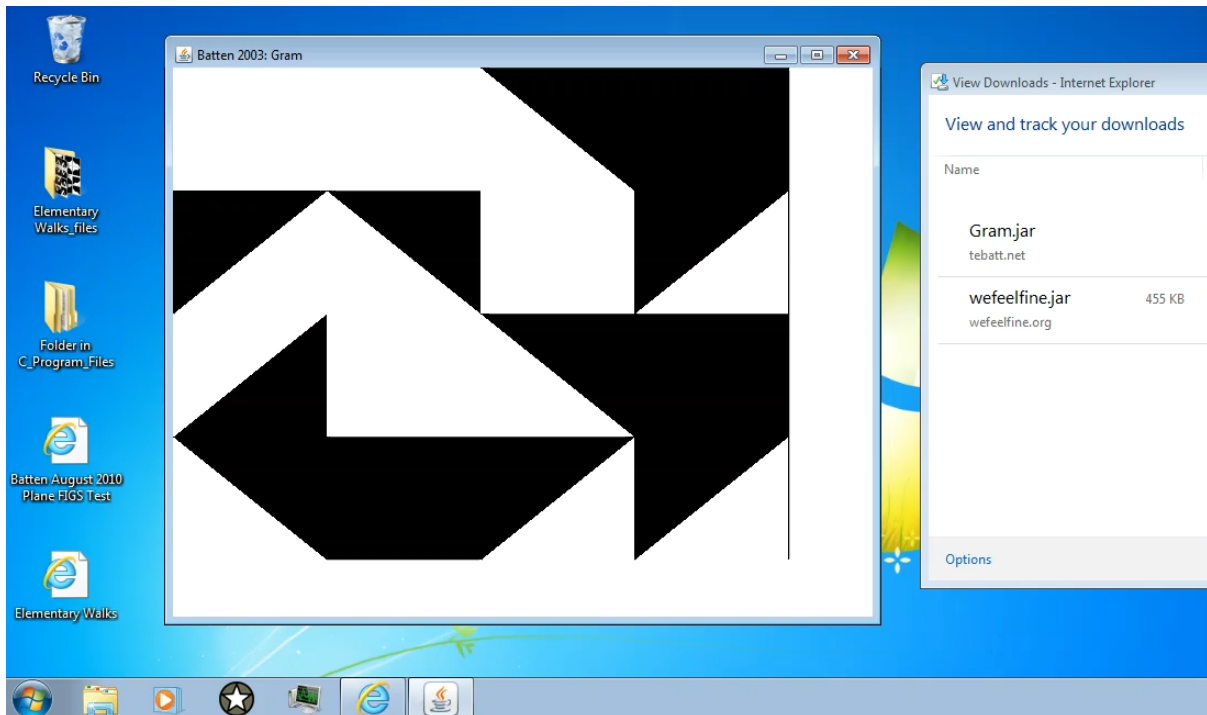 Recycle Bin
Elementary
Walks_files
Folder in
C_Program_Files
Batten August 2010
Plane FIGS Test
Elementary Walks
Batten 2003: Gram
View Downloads - Internet Explorer
View and track your downloads
Name
Gram.jar
tebatt.net
wefeelfine.jar 455 KB
wefeelfine.org
Options